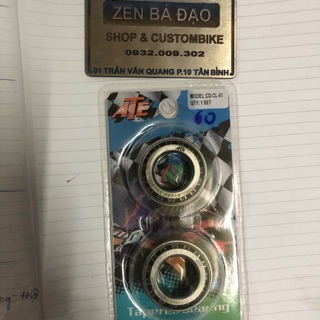 ZEN BÁ ĐẠO
SHOP & CUSTOMBIKE
0932.009.302
01 TRẦN VĂN QUANG P.10 TÂN BÌNH
ATE
MODEL:CD-CL-AT
QTY:1 SET
60
Tapered Bearing